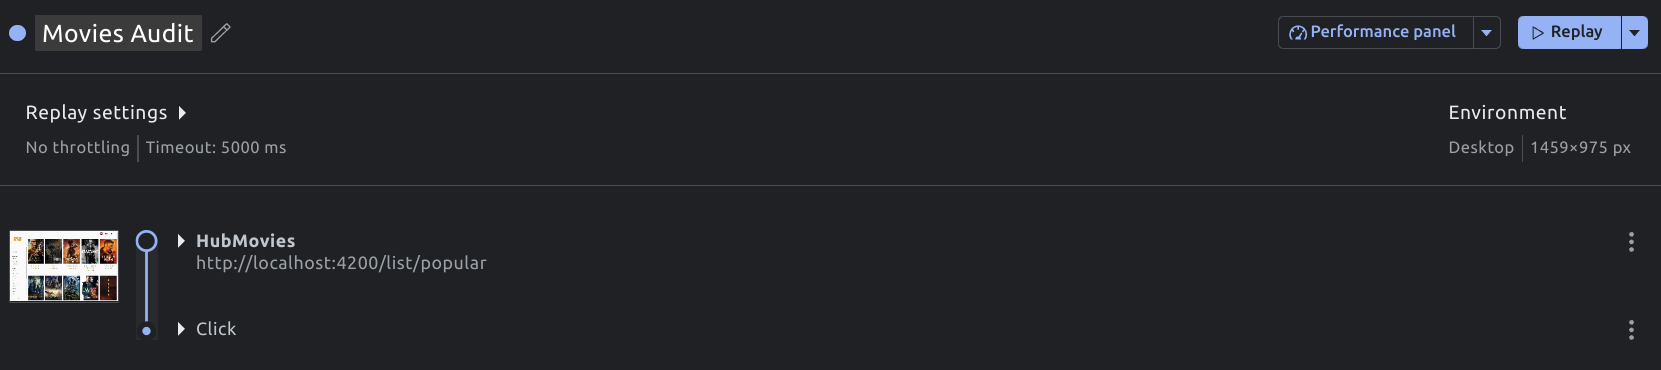 Movies Audit
Performance panel
Replay
Replay settings
Environment
No throttling
Timeout: 5000 ms
Desktop
1459×975 px
HubMovies
http://localhost:4200/list/popular
Click